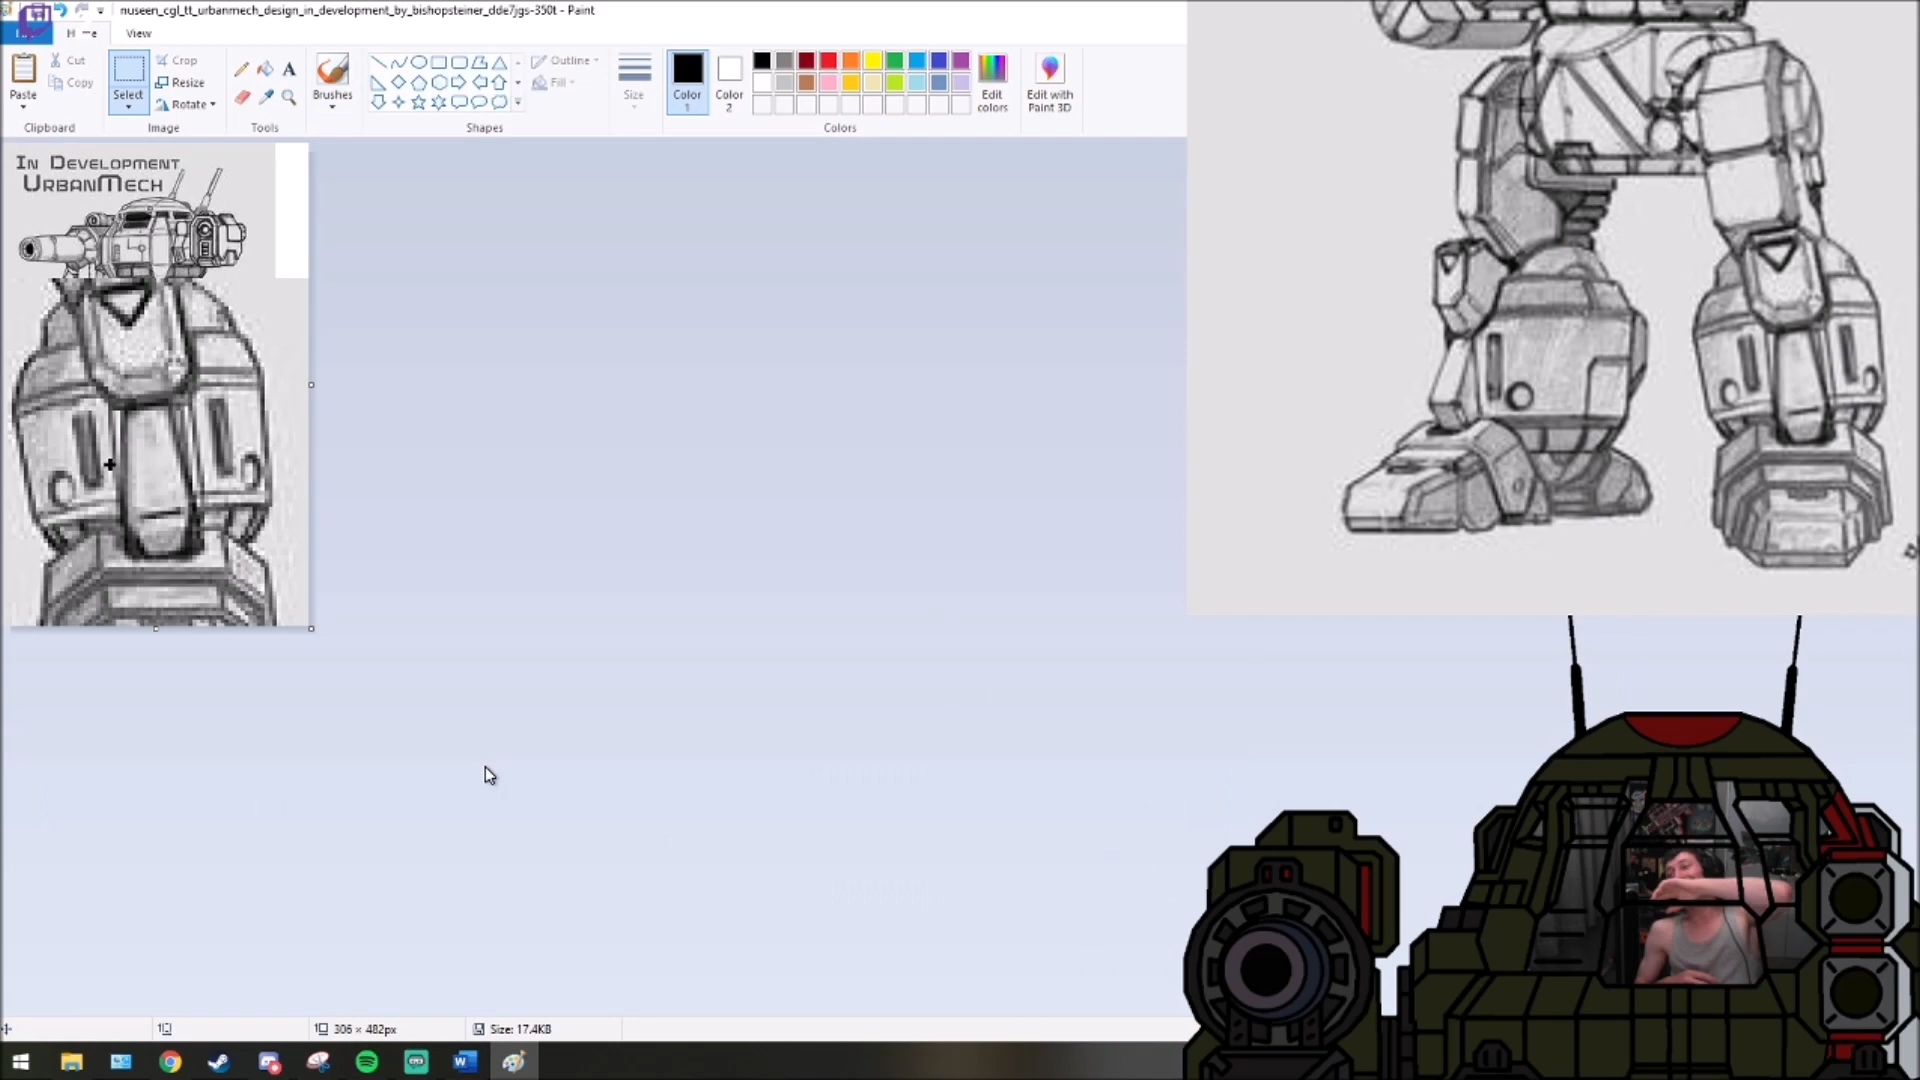 nuseen_cgl_tt_urbanmech_design_in_development_by_bishopsteiner_dde7jgs-350t - Paint
View
Paste
Cut
Copy
Clipboard
Select
Crop
Resize
Rotate
Image
A
Tools
Brushes
Shapes
Outline
Fill
Size
Color 1
Color 2
Edit colors
Colors
Edit with Paint 3D
In Development
UrbanMech
306 × 482px
Size: 17.4KB